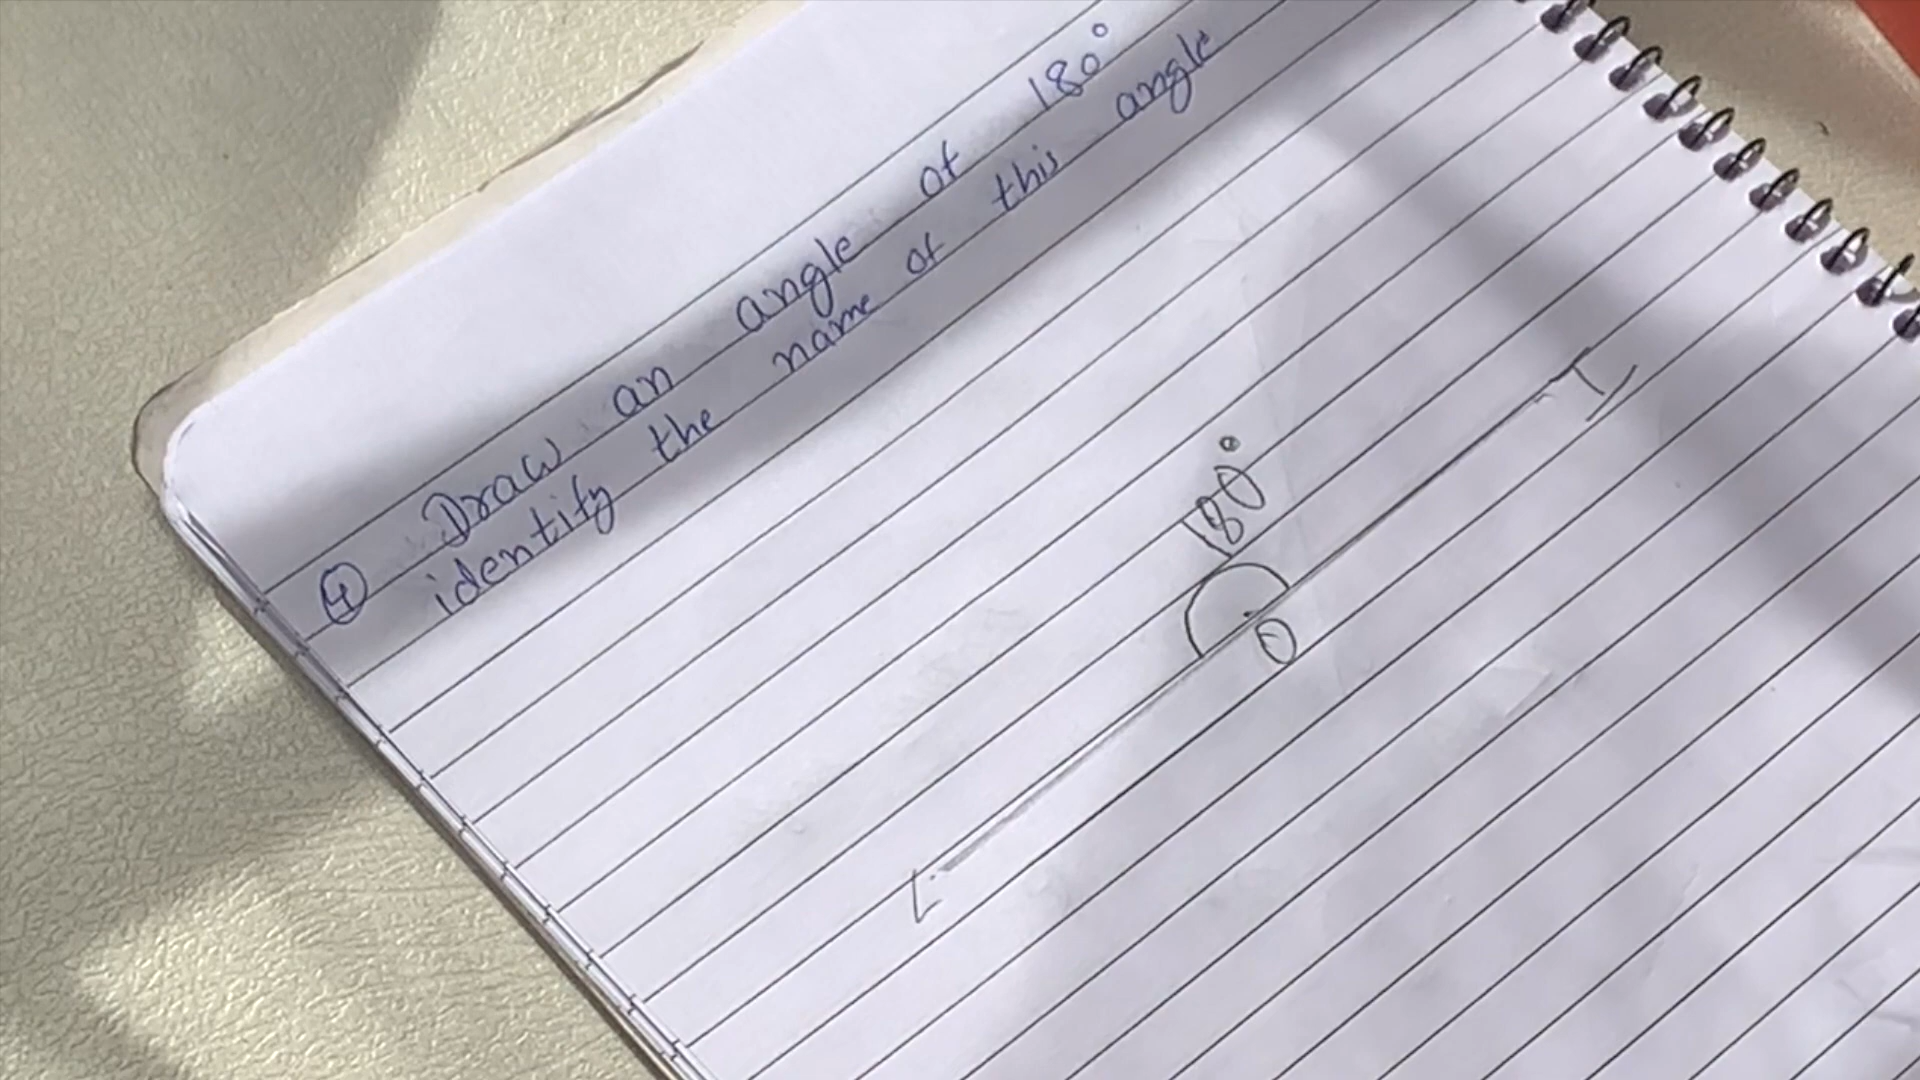 ④ Draw an angle of 180°
identify the name of this angle
180°
L O I